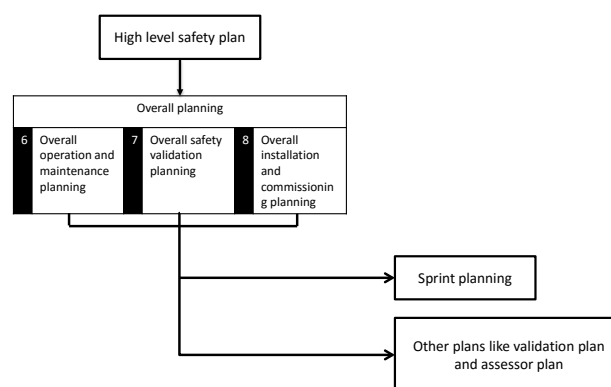 High level safety plan
Overall planning
6
Overall
operation and
maintenance
planning
7
Overall safety
validation
planning
8
Overall
installation
and
commissionin
g planning
Sprint planning
Other plans like validation plan
and assessor plan